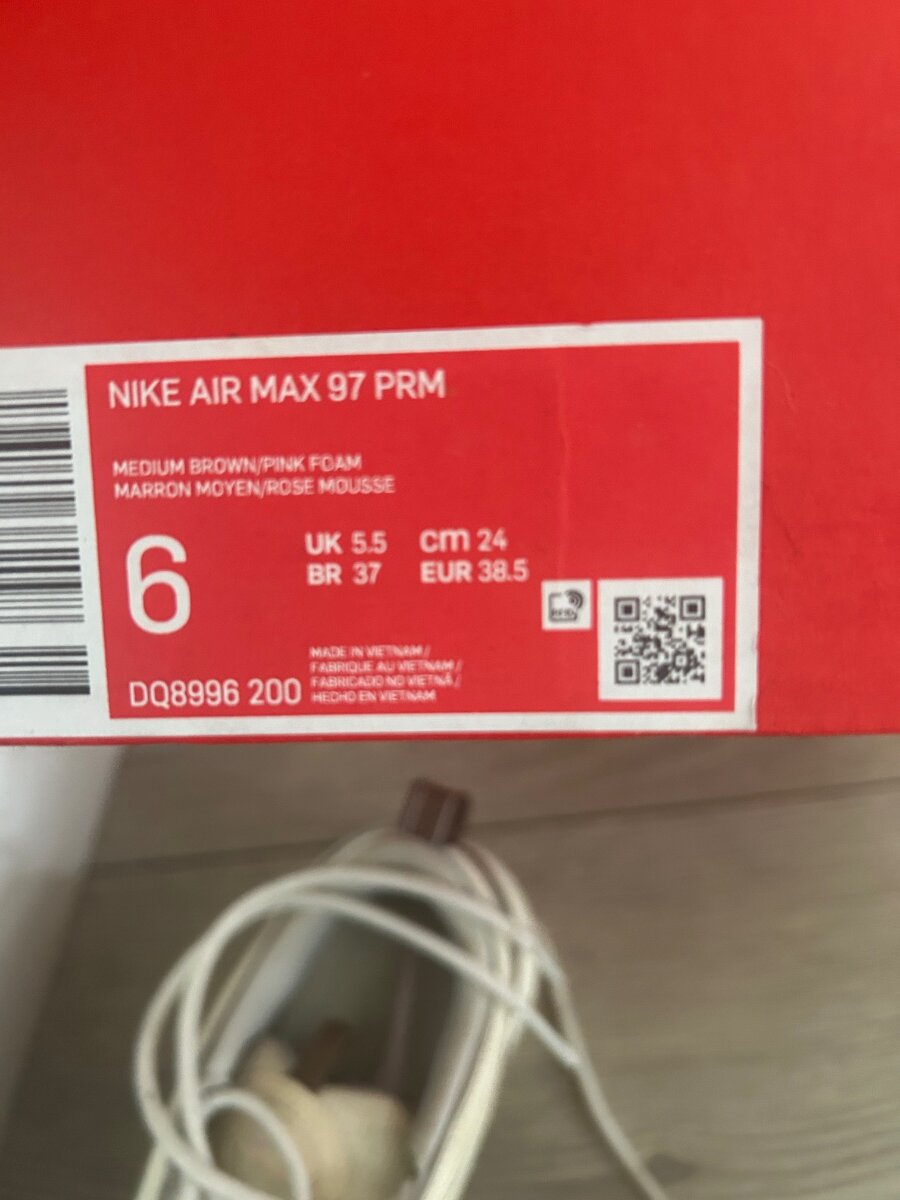 NIKE AIR MAX 97 PRM
MEDIUM BROWN/PINK FOAM
MARRON MOYEN/ROSE MOUSSE
6
UK 5.5 cm 24
BR 37 EUR 38.5
RFID
MADE IN VIETNAM /
FABRIQUE AU VIETNAM /
FABRICADO NO VIETNÃ /
HECHO EN VIETNAM
DQ8996 200